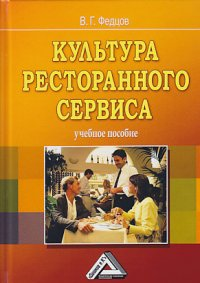 В. Г. Федцов
КУЛЬТУРА
РЕСТОРАННОГО
СЕРВИСА
учебное пособие